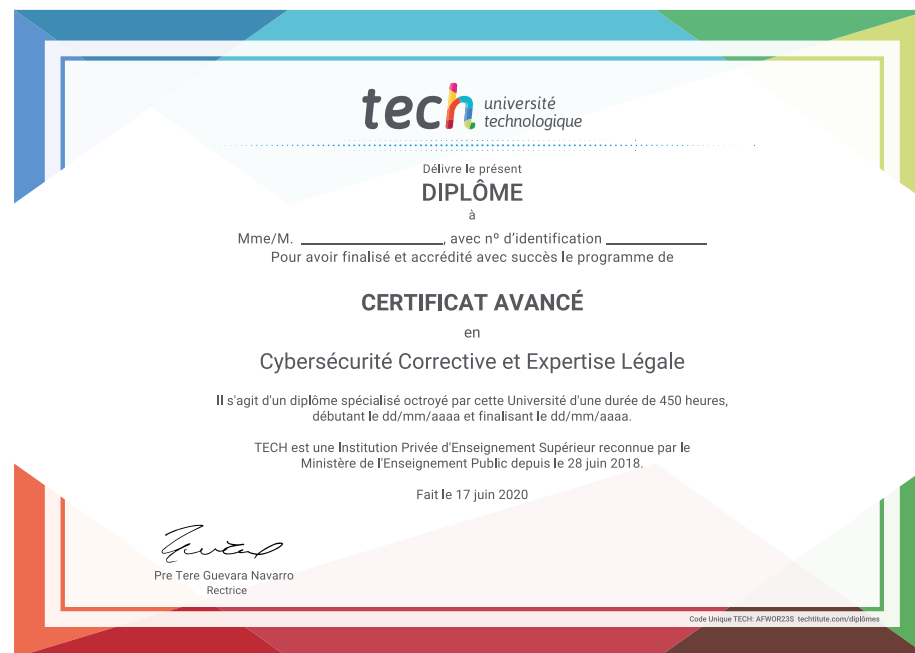 tech université
technologique
Délivre le présent
DIPLÔME
à
Mme/M. ____________, avec nº d'identification ____________
Pour avoir finalisé et accrédité avec succès le programme de
CERTIFICAT AVANCÉ
en
Cybersécurité Corrective et Expertise Légale
Il s'agit d'un diplôme spécialisé octroyé par cette Université d'une durée de 450 heures,
débutant le dd/mm/aaaa et finalisant le dd/mm/aaaa.
TECH est une Institution Privée d'Enseignement Supérieur reconnue par le
Ministère de l'Enseignement Public depuis le 28 juin 2018.
Fait le 17 juin 2020
Pre Tere Guevara Navarro
Rectrice
Code Unique TECH: AFWOR23S techtitute.com/diplômes